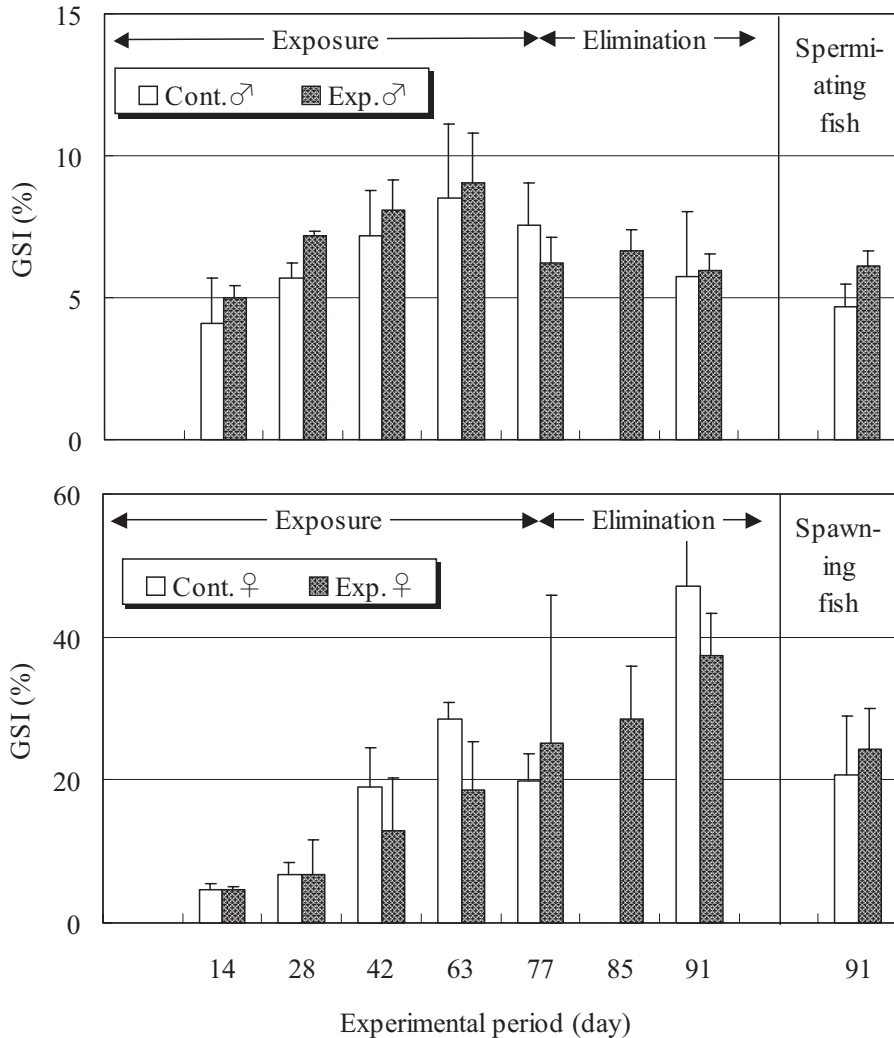 15
10
5
0
GSI (%)
Exposure
Elimination
Cont.♂ Exp.♂
Spermi-
ating
fish
60
40
20
0
GSI (%)
Exposure
Elimination
Cont.♀ Exp.♀
Spawn-
ing
fish
14 28 42 63 77 85 91 91
Experimental period (day)